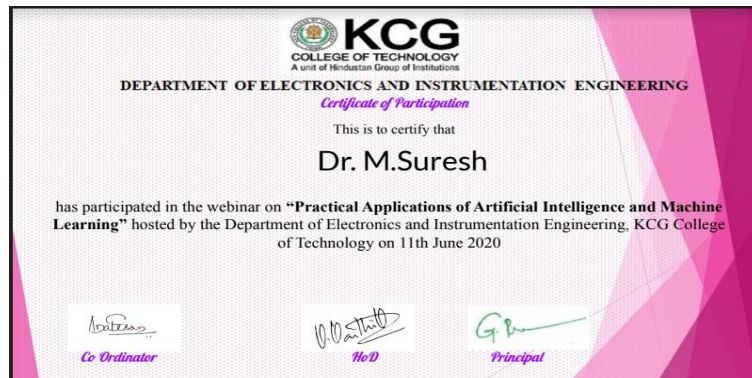 KCG
COLLEGE OF TECHNOLOGY
A unit of Hindustan Group of Institutions
DEPARTMENT OF ELECTRONICS AND INSTRUMENTATION ENGINEERING
Certificate of Participation
This is to certify that
Dr. M.Suresh
has participated in the webinar on “Practical Applications of Artificial Intelligence and Machine
Learning” hosted by the Department of Electronics and Instrumentation Engineering, KCG College
of Technology on 11th June 2020
Co Ordinator
HoD
Principal